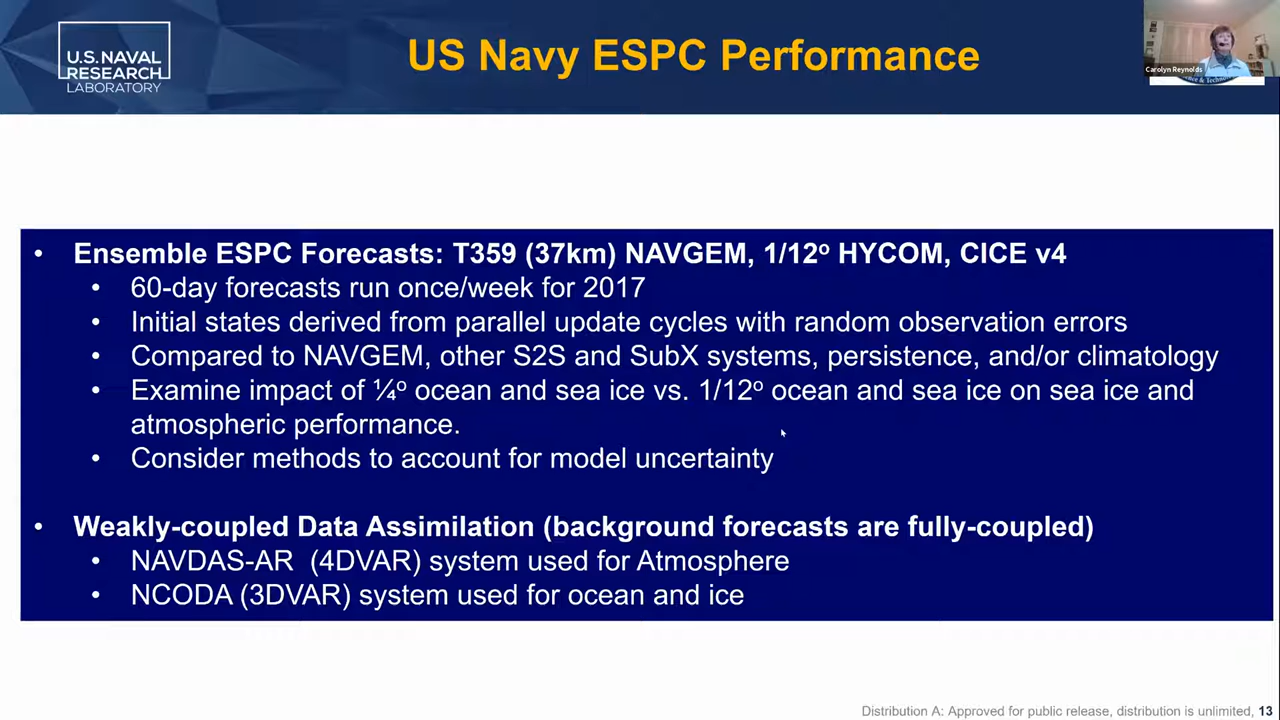 U.S. NAVAL
RESEARCH
LABORATORY
US Navy ESPC Performance
Carolyn Reynolds
• Ensemble ESPC Forecasts: T359 (37km) NAVGEM, 1/12º HYCOM, CICE v4
• 60-day forecasts run once/week for 2017
• Initial states derived from parallel update cycles with random observation errors
• Compared to NAVGEM, other S2S and SubX systems, persistence, and/or climatology
• Examine impact of ¼º ocean and sea ice vs. 1/12º ocean and sea ice on sea ice and
atmospheric performance.
• Consider methods to account for model uncertainty
• Weakly-coupled Data Assimilation (background forecasts are fully-coupled)
• NAVDAS-AR (4DVAR) system used for Atmosphere
• NCODA (3DVAR) system used for ocean and ice
Distribution A: Approved for public release, distribution is unlimited, 13